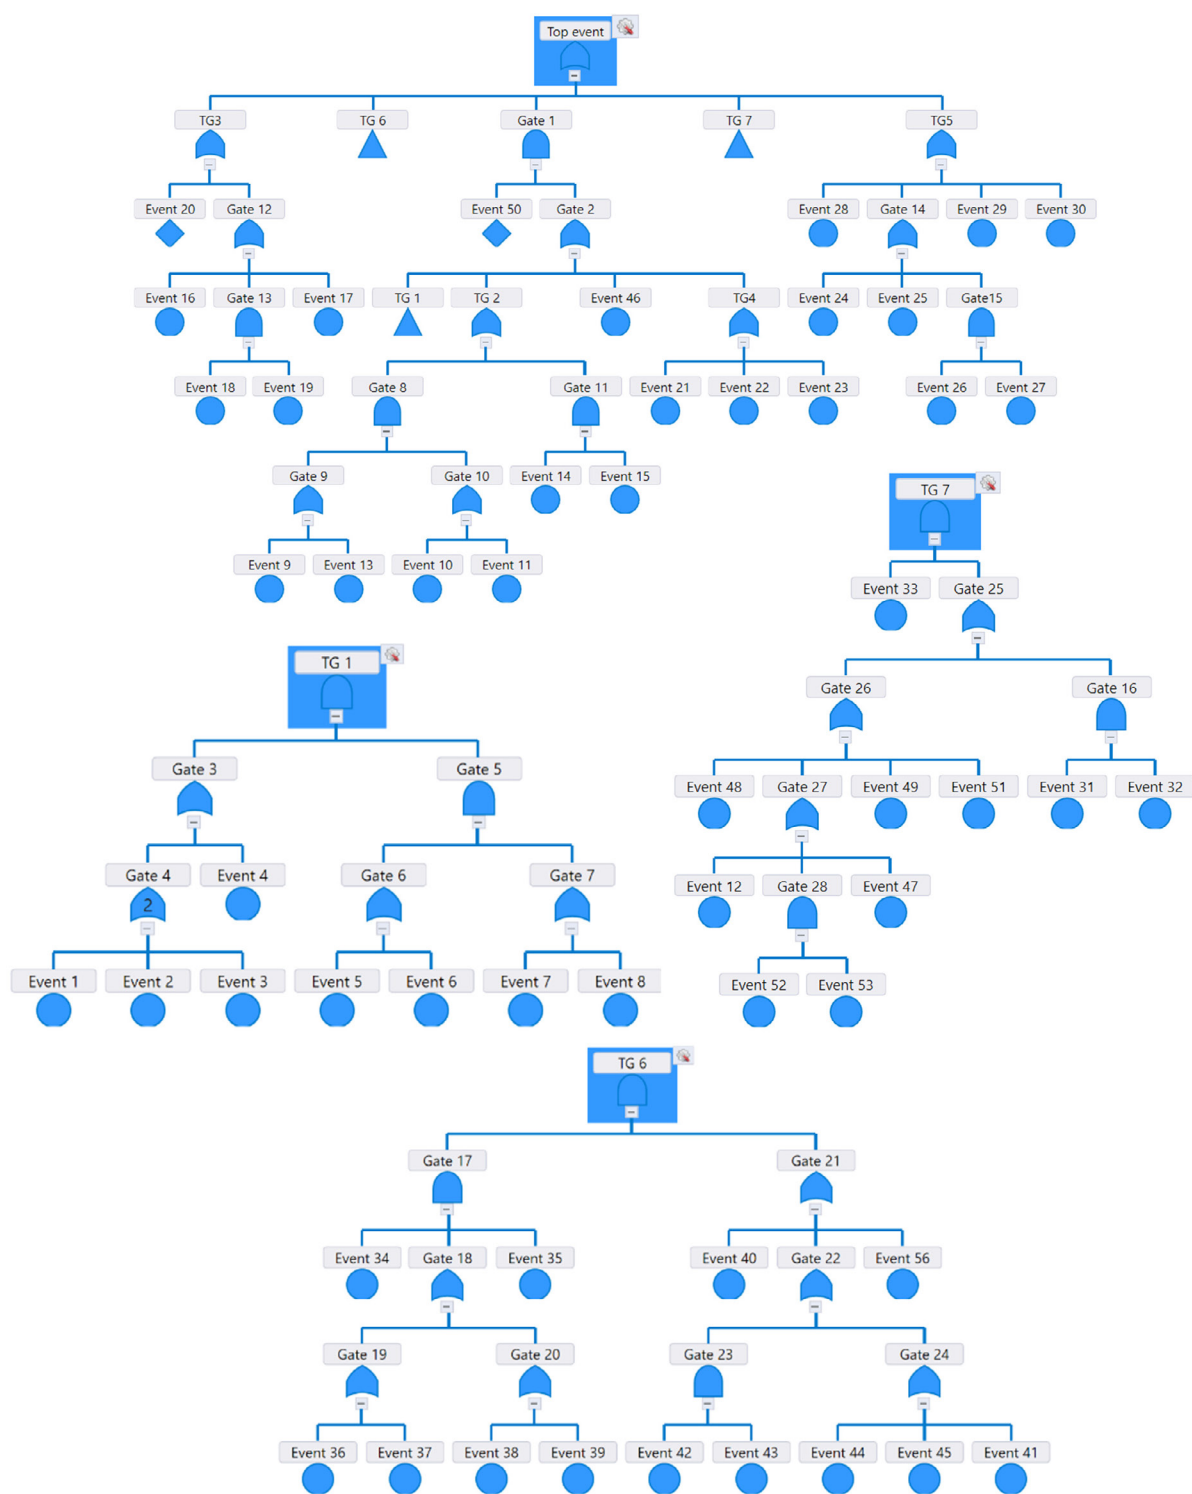 Top event
TG3
TG 6
Gate 1
TG 7
TG5
Event 20
Gate 12
Event 50
Gate 2
Event 28
Gate 14
Event 29
Event 30
Event 16
Gate 13
Event 17
TG 1
TG 2
Event 46
TG4
Event 24
Event 25
Gate15
Event 18
Event 19
Gate 8
Gate 11
Event 21
Event 22
Event 23
Event 26
Event 27
Gate 9
Gate 10
Event 14
Event 15
Event 9
Event 13
Event 10
Event 11
TG 7
Event 33
Gate 25
Gate 26
Gate 16
Event 48
Gate 27
Event 49
Event 51
Event 31
Event 32
Event 12
Gate 28
Event 47
Event 52
Event 53
TG 1
Gate 3
Gate 5
Gate 4
Event 4
Gate 6
Gate 7
2
Event 1
Event 2
Event 3
Event 5
Event 6
Event 7
Event 8
TG 6
Gate 17
Gate 21
Event 34
Gate 18
Event 35
Event 40
Gate 22
Event 56
Gate 19
Gate 20
Gate 23
Gate 24
Event 36
Event 37
Event 38
Event 39
Event 42
Event 43
Event 44
Event 45
Event 41